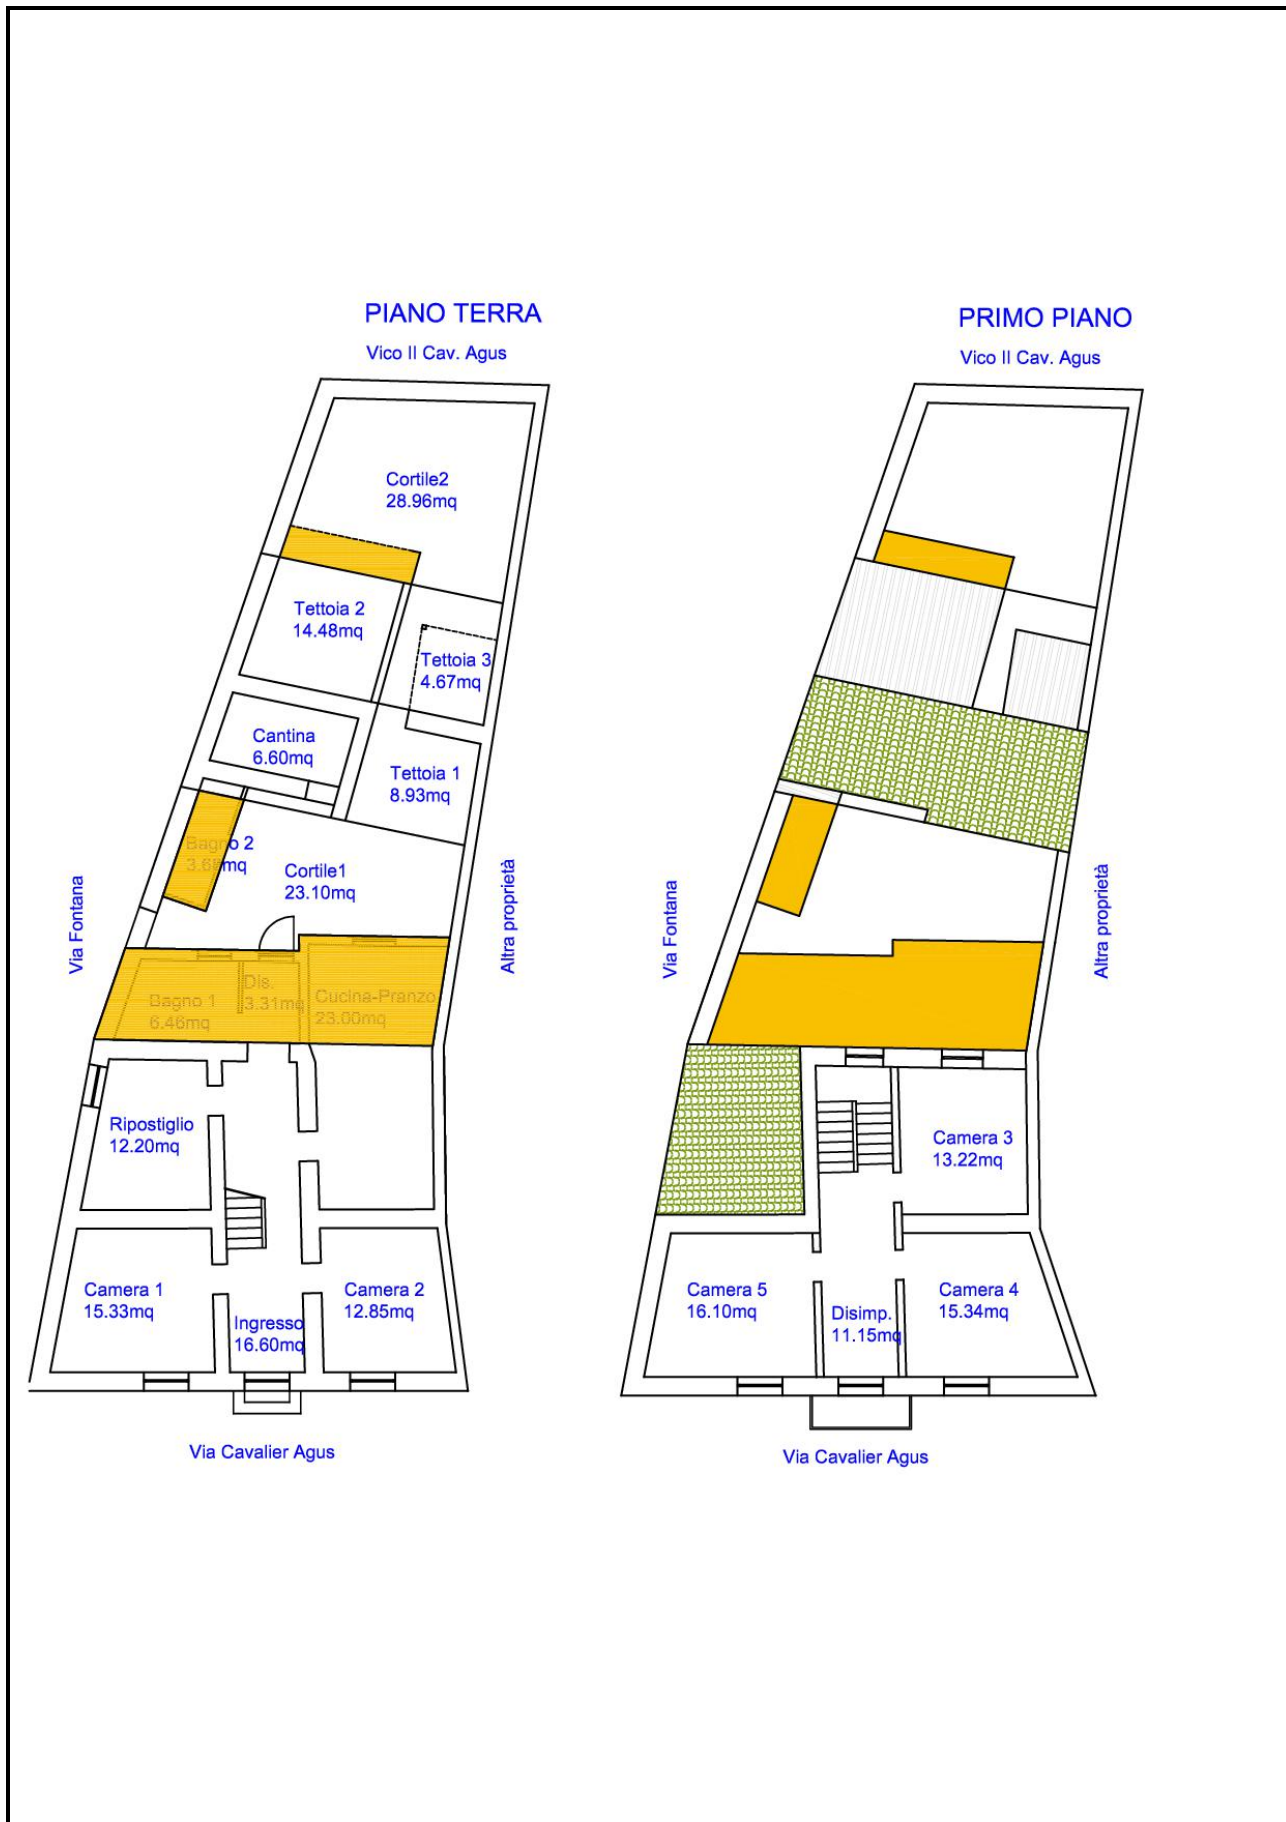 PIANO TERRA
Vico II Cav. Agus
Cortile2
28.96mq
Tettoia 2
14.48mq
Tettoia 3
4.67mq
Cantina
6.60mq
Tettoia 1
8.93mq
Bagno 2
mq
Cortile1
23.10mq
Via Fontana
Altra proprietà
Dis.
3.31mq
Bagno 1
6.46mq
Cucina-Pranzo
23.00mq
Ripostiglio
12.20mq
Camera 1
15.33mq
Camera 2
12.85mq
Ingresso
16.60mq
Via Cavalier Agus
PRIMO PIANO
Vico II Cav. Agus
Via Fontana
Altra proprietà
Camera 3
13.22mq
Camera 5
16.10mq
Camera 4
15.34mq
Disimp.
11.15mq
Via Cavalier Agus